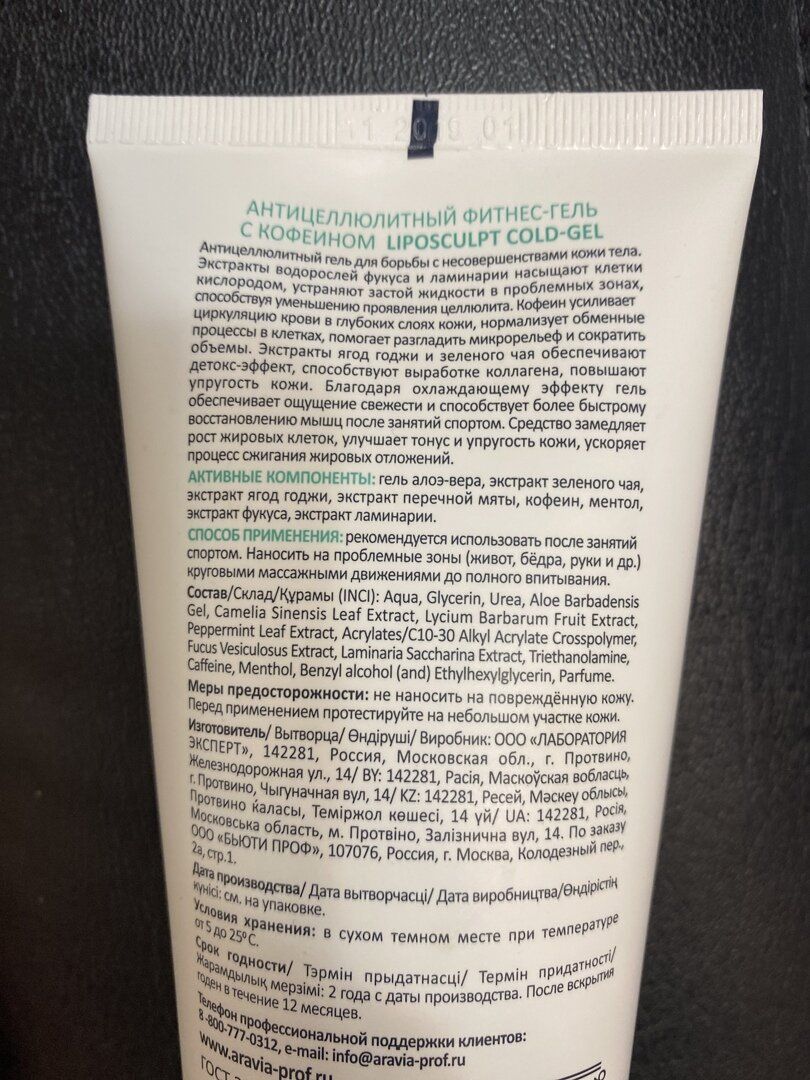 11 20 01
АНТИЦЕЛЛЮЛИТНЫЙ ФИТНЕС-ГЕЛЬ
С КОФЕИНОМ LIPOSCULPT COLD-GEL
Антицеллюлитный гель для борьбы с несовершенствами кожи тела.
Экстракты водорослей фукуса и ламинарии насыщают клетки
кислородом, устраняют застой жидкости в проблемных зонах,
способствуя уменьшению проявления целлюлита. Кофеин усиливает
циркуляцию крови в глубоких слоях кожи, нормализует обменные
процессы в клетках, помогает разгладить микрорельеф и сократить
объемы. Экстракты ягод годжи и зеленого чая обеспечивают
детокс-эффект, способствуют выработке коллагена, повышают
упругость кожи. Благодаря охлаждающему эффекту гель
обеспечивает ощущение свежести и способствует более быстрому
восстановлению мышц после занятий спортом. Средство замедляет
рост жировых клеток, улучшает тонус и упругость кожи, ускоряет
процесс сжигания жировых отложений.
АКТИВНЫЕ КОМПОНЕНТЫ: гель алоэ-вера, экстракт зеленого чая,
экстракт ягод годжи, экстракт перечной мяты, кофеин, ментол,
экстракт фукуса, экстракт ламинарии.
СПОСОБ ПРИМЕНЕНИЯ: рекомендуется использовать после занятий
спортом. Наносить на проблемные зоны (живот, бёдра, руки и др.)
круговыми массажными движениями до полного впитывания.
Состав/Склад/Құрамы (INCI): Aqua, Glycerin, Urea, Aloe Barbadensis
Gel, Camelia Sinensis Leaf Extract, Lycium Barbarum Fruit Extract,
Peppermint Leaf Extract, Acrylates/C10-30 Alkyl Acrylate Crosspolymer,
Fucus Vesiculosus Extract, Laminaria Saccharina Extract, Triethanolamine,
Caffeine, Menthol, Benzyl alcohol (and) Ethylhexylglycerin, Parfume.
Меры предосторожности: не наносить на повреждённую кожу.
Перед применением протестируйте на небольшом участке кожи.
Изготовитель/ Вытворца/ Өндіруші/ Виробник: ООО «ЛАБОРАТОРИЯ
ЭКСПЕРТ», 142281, Россия, Московская обл., г. Протвино,
Железнодорожная ул., 14/ BY: 142281, Расія, Маскоўская вобласць,
г. Протвино, Чыгуначная вул, 14/ KZ: 142281, Ресей, Мәскеу облысы,
Протвино ќаласы, Теміржол көшесі, 14 үй/ UA: 142281, Росія,
Московська область, м. Протвіно, Залізнична вул, 14. По заказу
ООО «БЬЮТИ ПРОФ», 107076, Россия, г. Москва, Колодезный пер.,
2а, стр.1.
Дата производства/ Дата вытворчасці/ Дата виробництва/Өндірістің
күнісі: см. на упаковке.
Условия хранения: в сухом темном месте при температуре
от 5 до 25⁰ С.
Срок годности/ Тэрмін прыдатнасці/ Термін придатності/
Жарамдылық мерзімі: 2 года с даты производства. После вскрытия
годен в течение 12 месяцев.
Телефон профессиональной поддержки клиентов:
8-800-777-0312, e-mail: info@aravia-prof.ru
www.aravia-prof.ru
ГОСТ